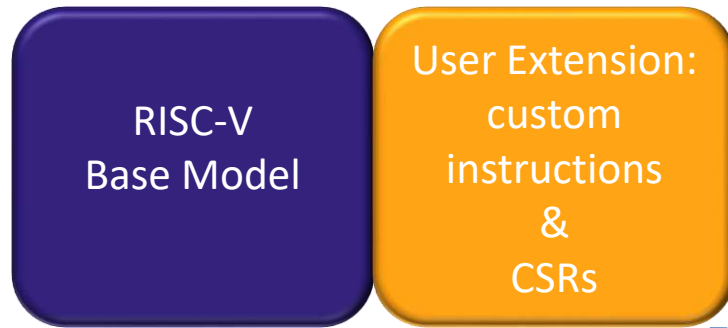 RISC-V
Base Model
User Extension:
custom
instructions
&
CSRs